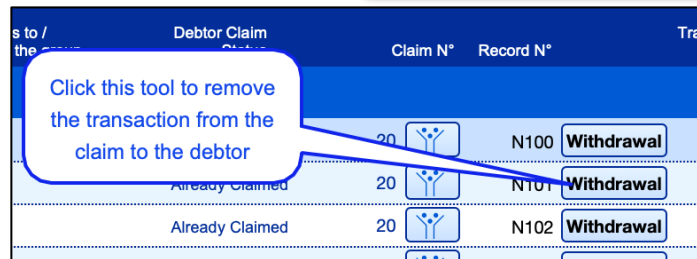 s to /
the group
Debtor Claim
Status
Claim N°
Record N°
Tra
Click this tool to remove
the transaction from the
claim to the debtor
20 N100 Withdrawal
Already Claimed 20 N101 Withdrawal
Already Claimed 20 N102 Withdrawal